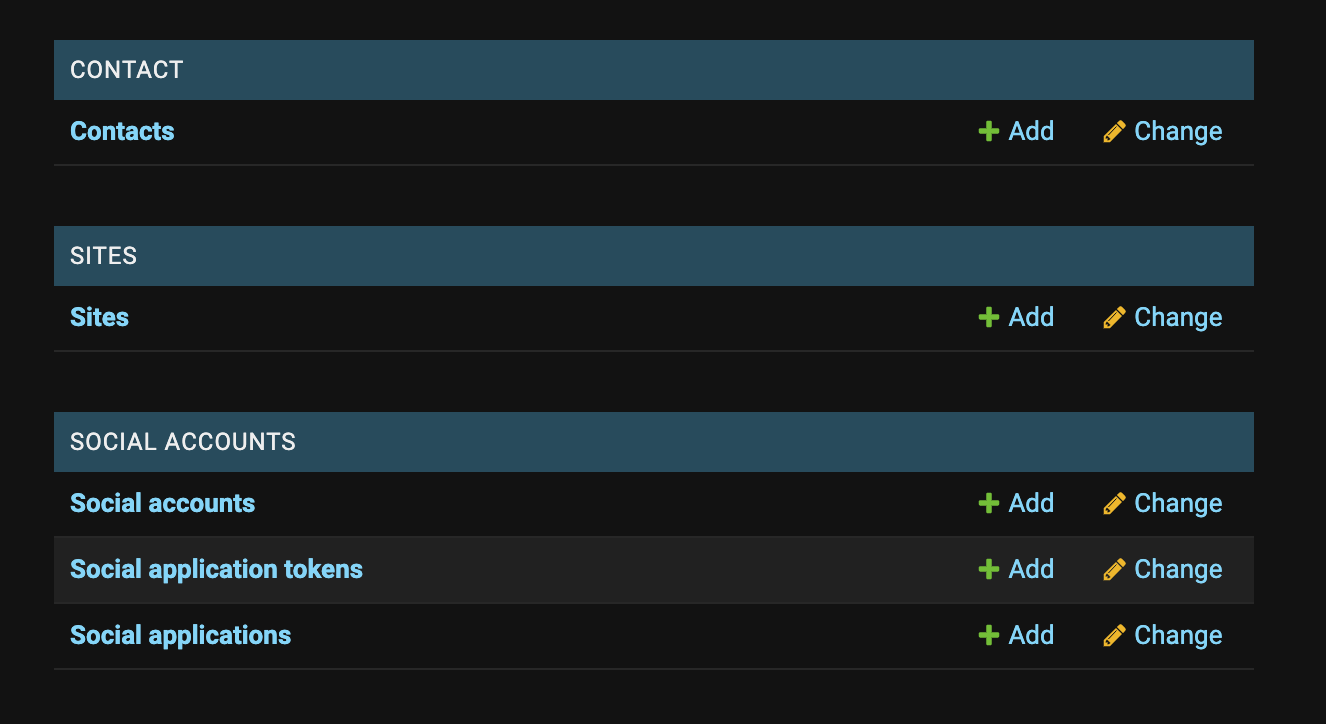 CONTACT
Contacts Add Change
SITES
Sites Add Change
SOCIAL ACCOUNTS
Social accounts Add Change
Social application tokens Add Change
Social applications Add Change